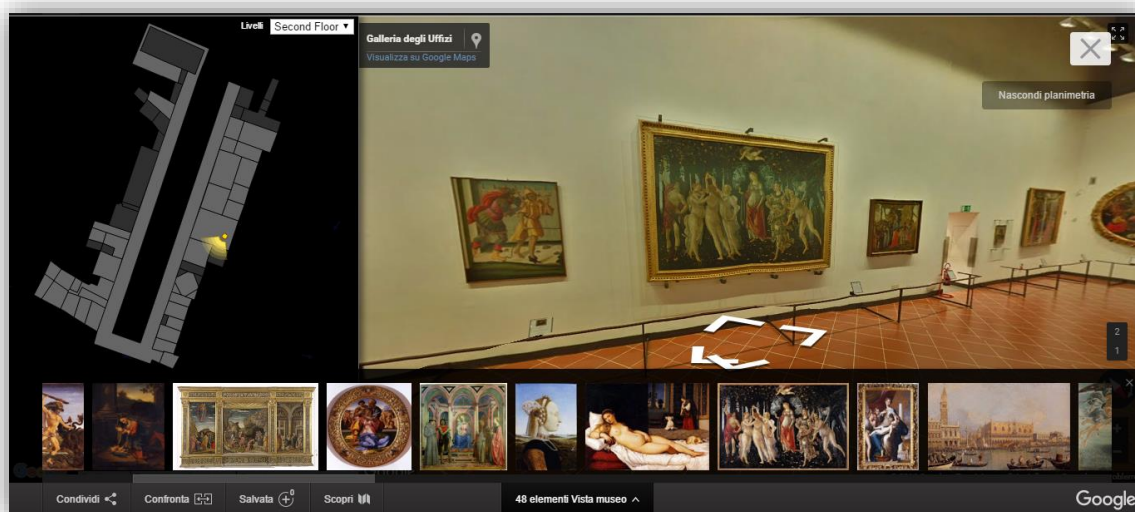 Livelli Second Floor ▼
Galleria degli Uffizi
Visualizza su Google Maps
Nascondi planimetria
2
1
Condividi
Confronta
Salvata 0
Scopri
48 elementi Vista museo
Google